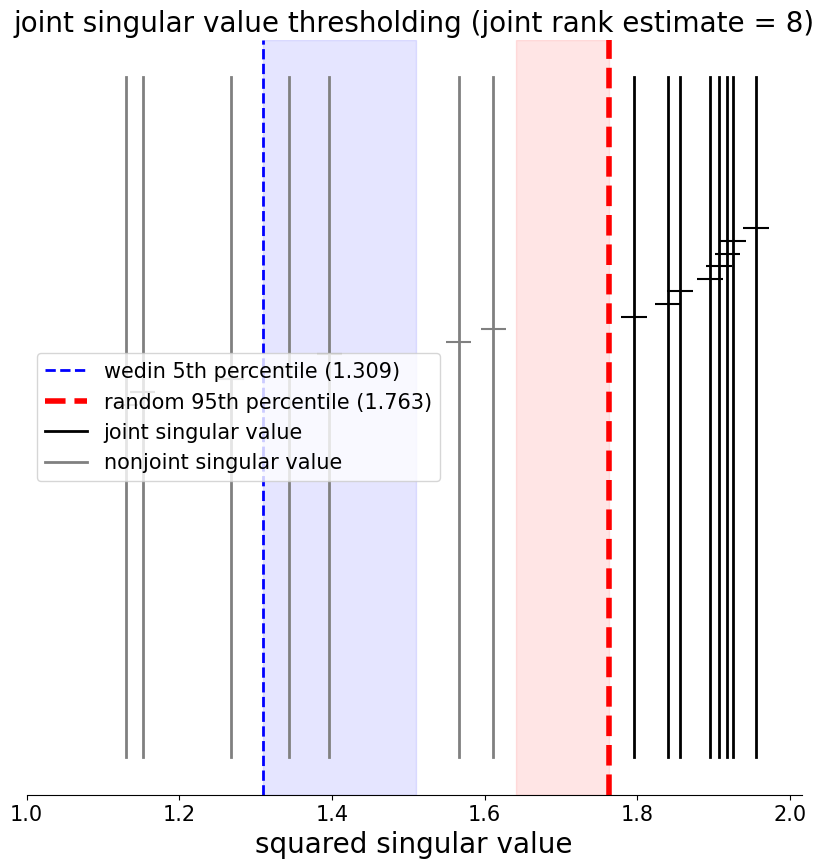 joint singular value thresholding (joint rank estimate = 8)
wedin 5th percentile (1.309)
random 95th percentile (1.763)
joint singular value
nonjoint singular value
1.0 1.2 1.4 1.6 1.8 2.0
squared singular value